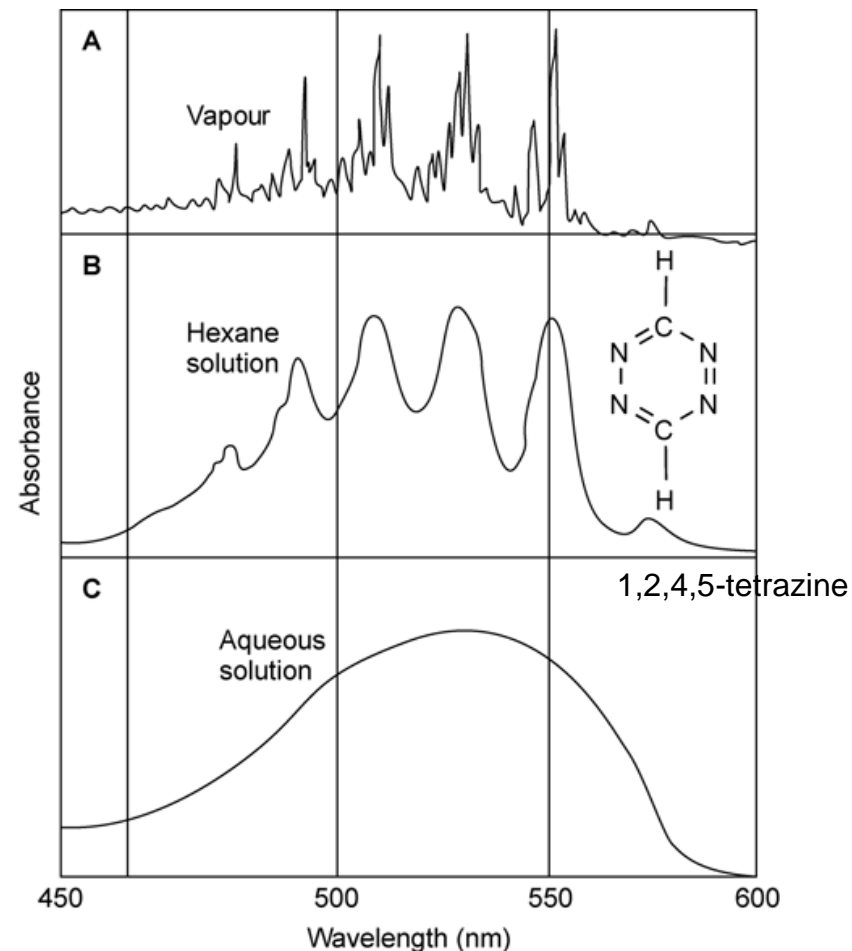 A
Vapour
B
Hexane
solution
H
C
N N
N N
C
H
1,2,4,5-tetrazine
C
Aqueous
solution
Absorbance
450 500 550 600
Wavelength (nm)